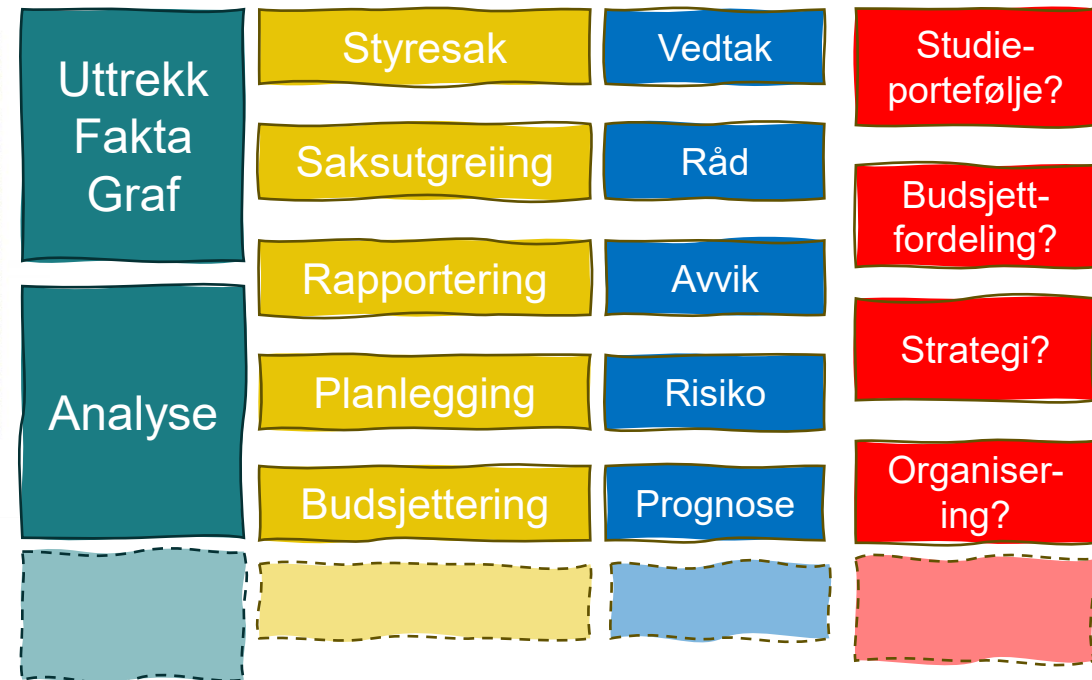 Uttrekk
Fakta
Graf
Analyse
Styresak
Saksutgreiing
Rapportering
Planlegging
Budsjettering
Vedtak
Råd
Avvik
Risiko
Prognose
Studie-
portefølje?
Budsjett-
fordeling?
Strategi?
Organiser-
ing?